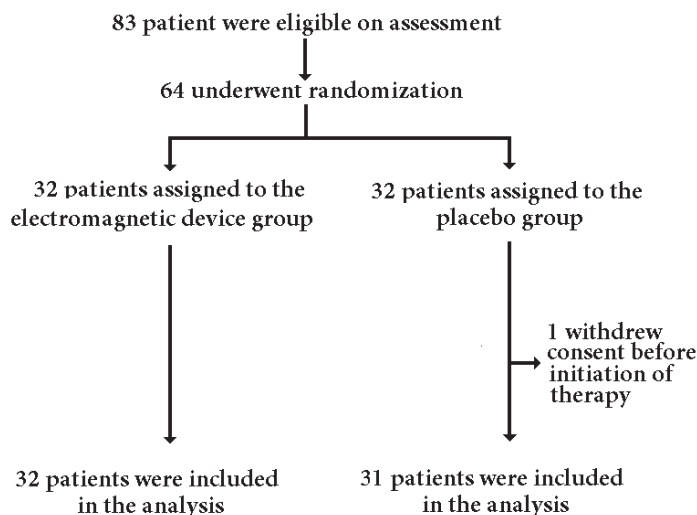 83 patient were eligible on assessment
64 underwent randomization
32 patients assigned to the
electromagnetic device group
32 patients assigned to the
placebo group
1 withdrew
consent before
initiation of
therapy
32 patients were included
in the analysis
31 patients were included
in the analysis